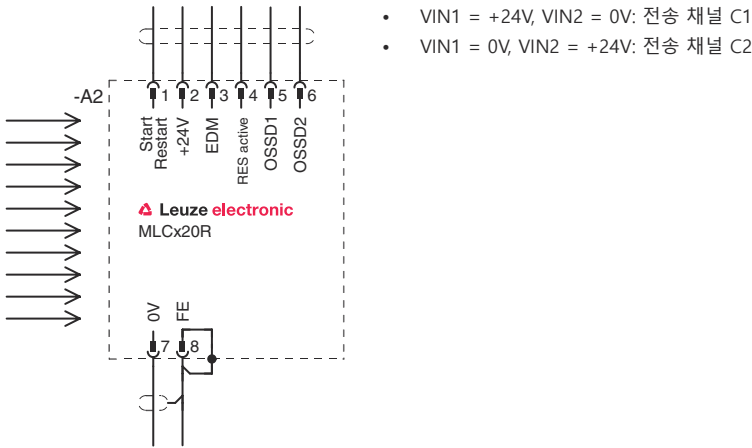 • VIN1 = +24V, VIN2 = 0V: 전송 채널 C1
• VIN1 = 0V, VIN2 = +24V: 전송 채널 C2
-A2
1 2 3 4 5 6
Start
Restart
+24V
EDM
RES active
OSSD1
OSSD2
Leuze electronic
MLCx20R
0V
FE
7 8